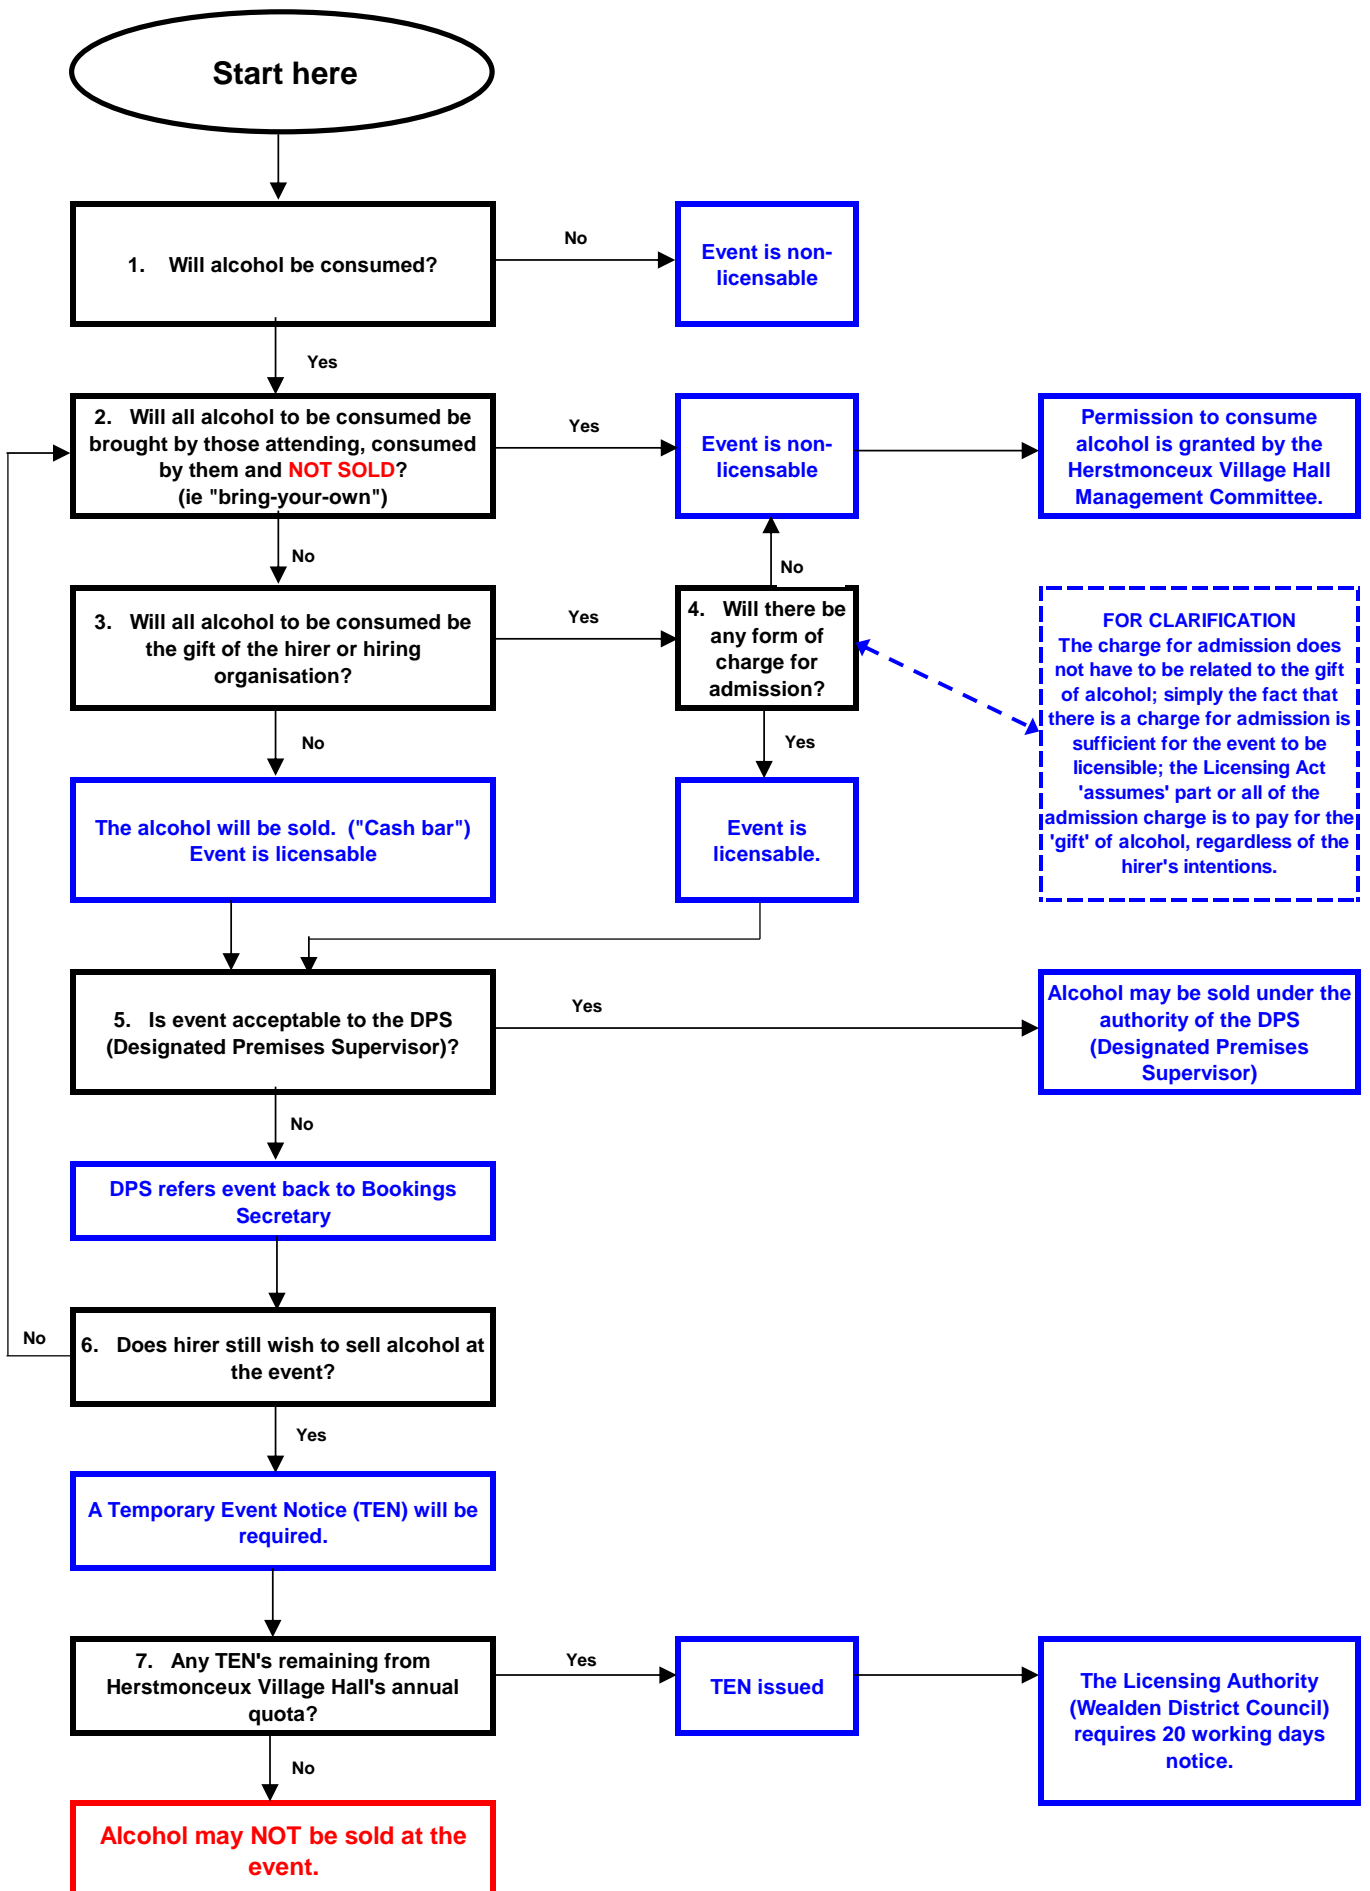 Start here
1. Will alcohol be consumed?
No
Event is non-
licensable
Yes
2. Will all alcohol to be consumed be
brought by those attending, consumed
by them and NOT SOLD?
(ie "bring-your-own")
Yes
Event is non-
licensable
Permission to consume
alcohol is granted by the
Herstmonceux Village Hall
Management Committee.
No
No
3. Will all alcohol to be consumed be
the gift of the hirer or hiring
organisation?
Yes
4. Will there be
any form of
charge for
admission?
FOR CLARIFICATION
The charge for admission does
not have to be related to the gift
of alcohol; simply the fact that
there is a charge for admission is
sufficient for the event to be
licensible; the Licensing Act
'assumes' part or all of the
admission charge is to pay for the
'gift' of alcohol, regardless of the
hirer's intentions.
No
Yes
The alcohol will be sold. ("Cash bar")
Event is licensable
Event is
licensable.
5. Is event acceptable to the DPS
(Designated Premises Supervisor)?
Yes
Alcohol may be sold under the
authority of the DPS
(Designated Premises
Supervisor)
No
DPS refers event back to Bookings
Secretary
No
6. Does hirer still wish to sell alcohol at
the event?
Yes
A Temporary Event Notice (TEN) will be
required.
7. Any TEN's remaining from
Herstmonceux Village Hall's annual
quota?
Yes
TEN issued
The Licensing Authority
(Wealden District Council)
requires 20 working days
notice.
No
Alcohol may NOT be sold at the
event.